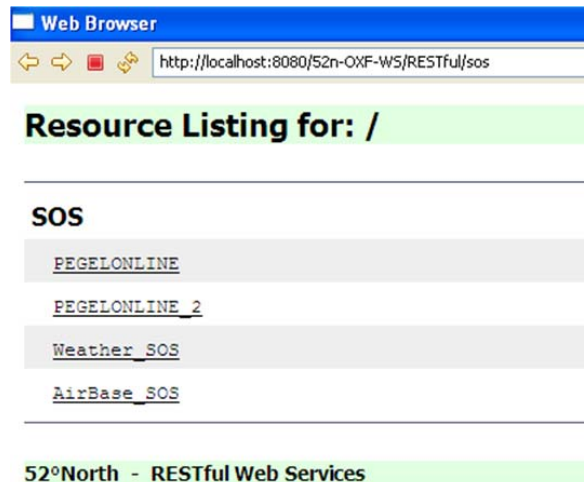 Web Browser
http://localhost:8080/52n-OXF-WS/RESTful/sos
Resource Listing for: /
SOS
PEGELONLINE
PEGELONLINE_2
Weather_SOS
AirBase_SOS
52°North - RESTful Web Services